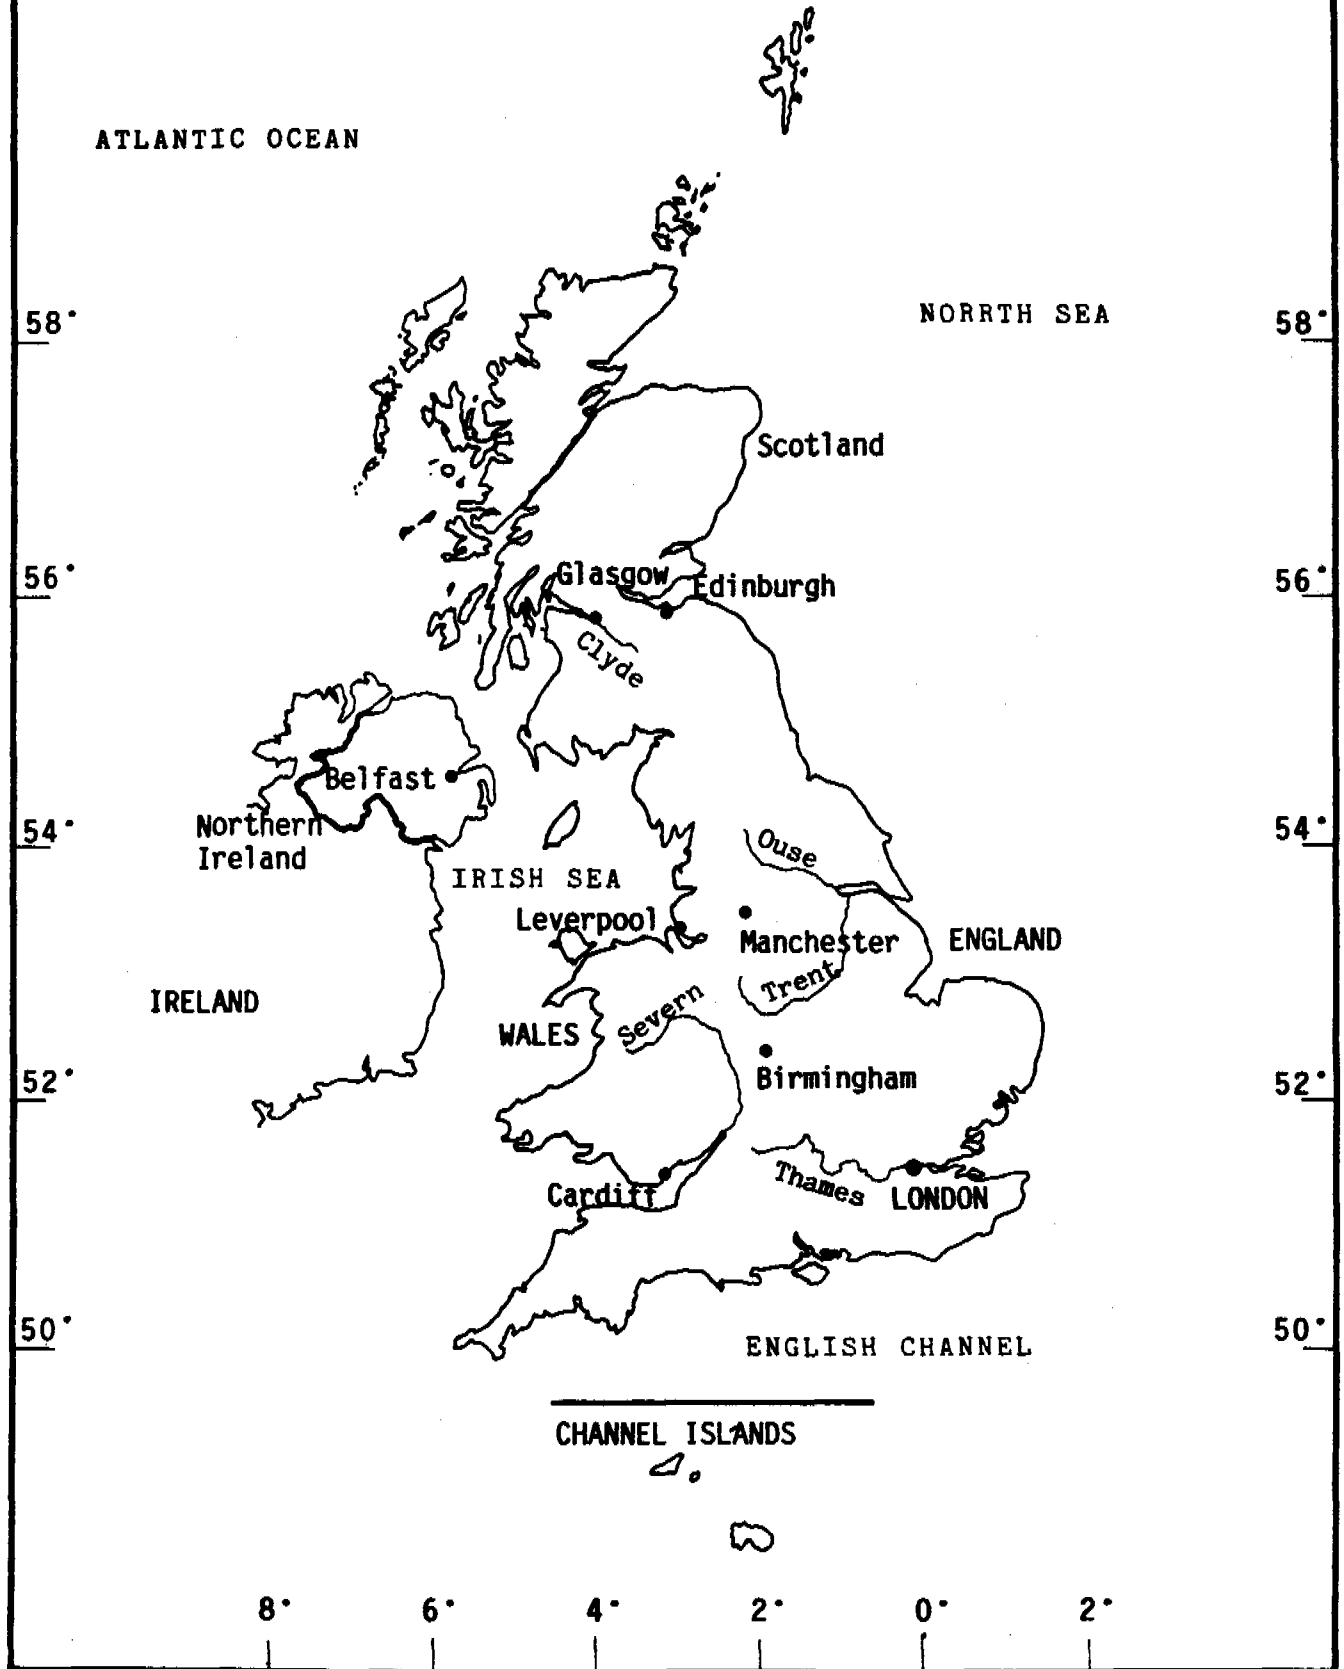 ATLANTIC OCEAN
NORRTH SEA
58° 58°
Scotland
56° 56°
Glasgow
Edinburgh
Clyde
Belfast
Northern
Ireland
54° 54°
Ouse
IRISH SEA
Leverpool
Manchester
ENGLAND
Trent
IRELAND
Severn
WALES
Birmingham
52° 52°
Thames
Cardiff
LONDON
50° 50°
ENGLISH CHANNEL
CHANNEL ISLANDS
8° 6° 4° 2° 0° 2°